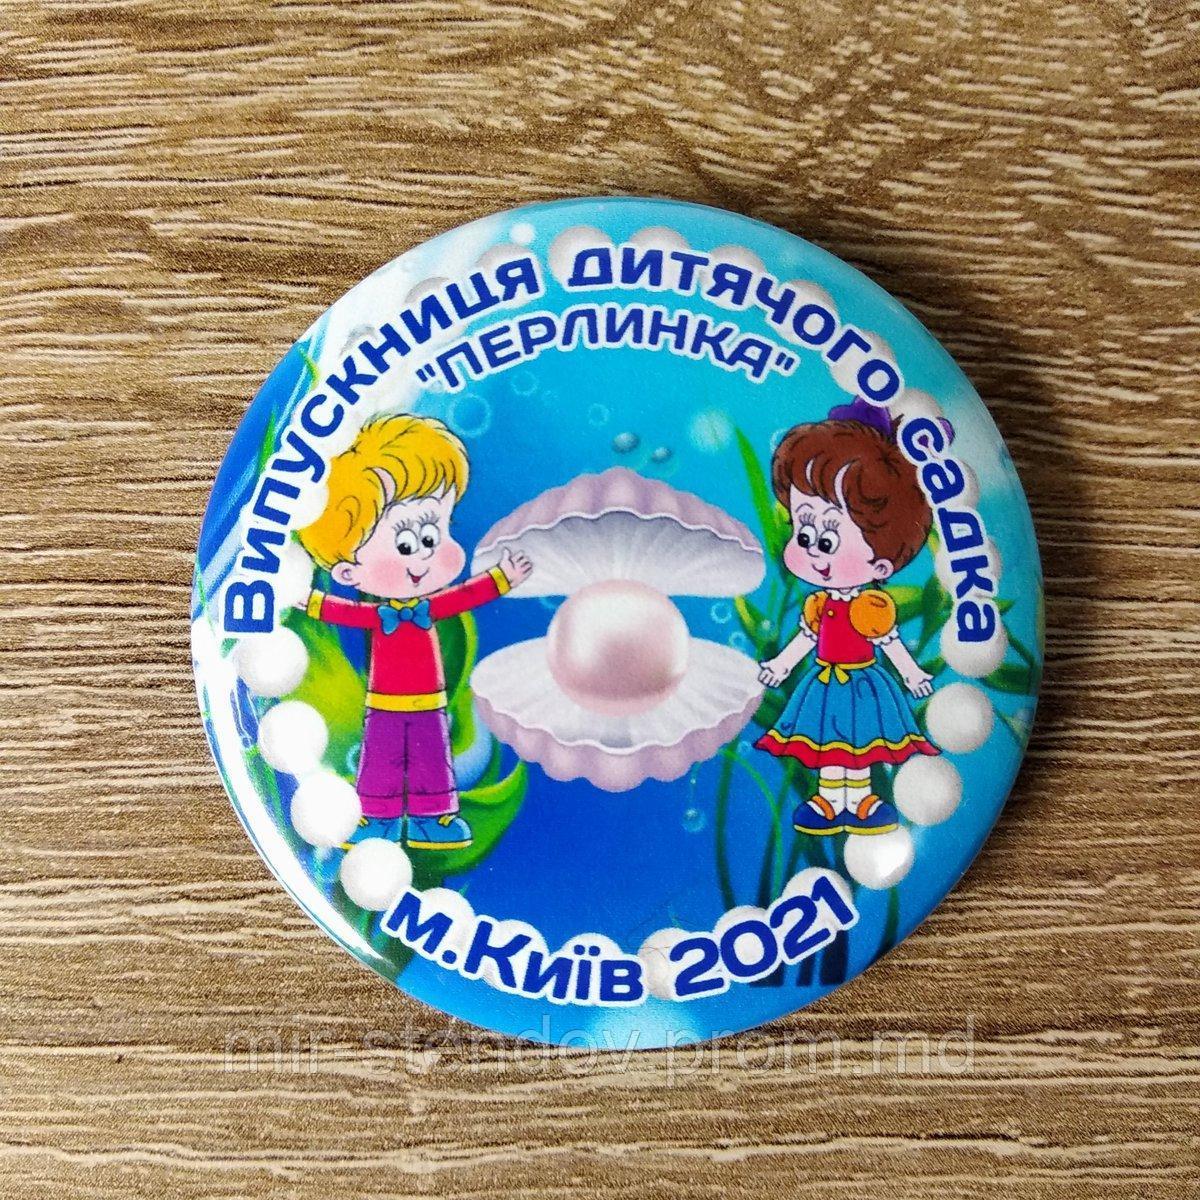 Випускниця дитячого садка
"ПЕРЛИНКА"
м.Київ 2021
mir-stendov.prom.md